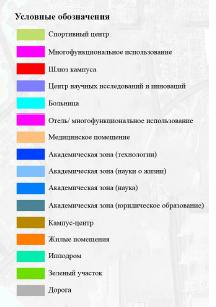 Условные обозначения
Спортивный центр
Многофункциональное использование
Шлюз кампуса
Центр научных исследований и инноваций
Больница
Отель/ многофункциональное использование
Медицинское помещение
Академическая зона (технологии)
Академическая зона (науки о жизни)
Академическая зона (наука)
Академическая зона (юридическое образование)
Кампус-центр
Жилые помещения
Ипподром
Зеленый участок
Дорога